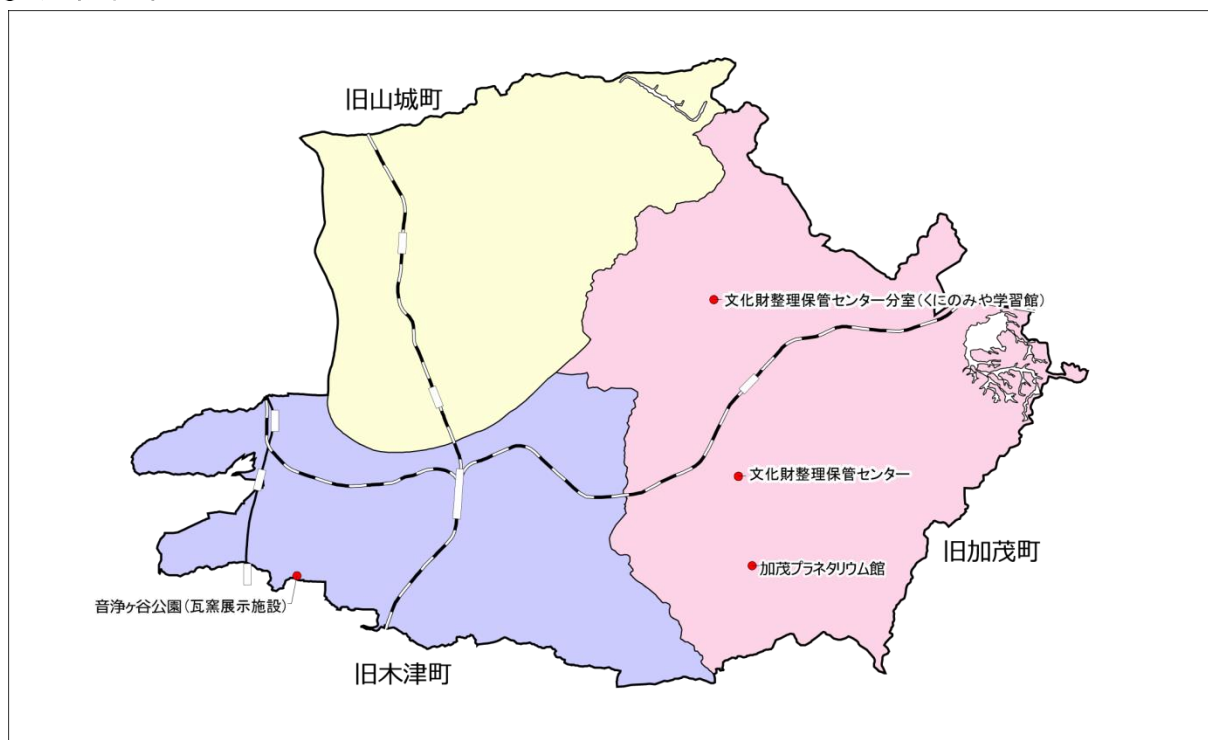 旧山城町
文化財整理保管センター分室(くにのみや学習館)
文化財整理保管センター
旧加茂町
加茂プラネタリウム館
音浄ヶ谷公園(瓦窯展示施設)
旧木津町